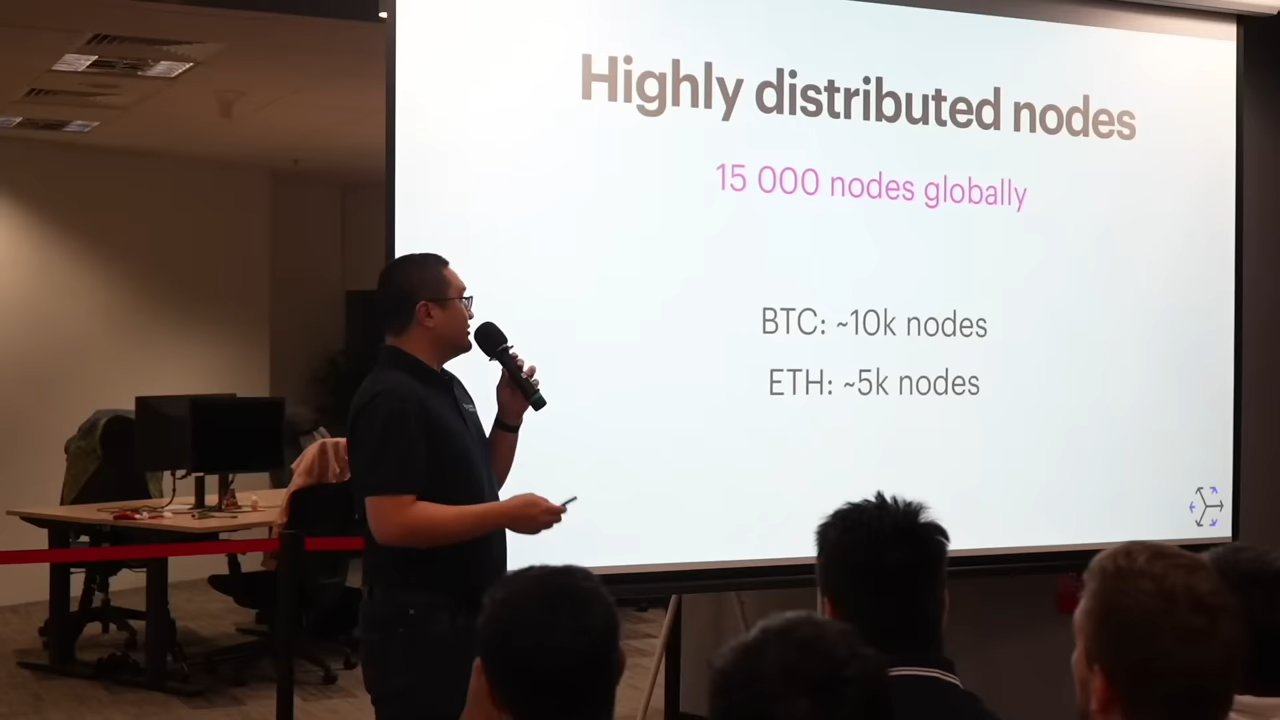 Highly distributed nodes
15 000 nodes globally
BTC: ~10k nodes
ETH: ~5k nodes